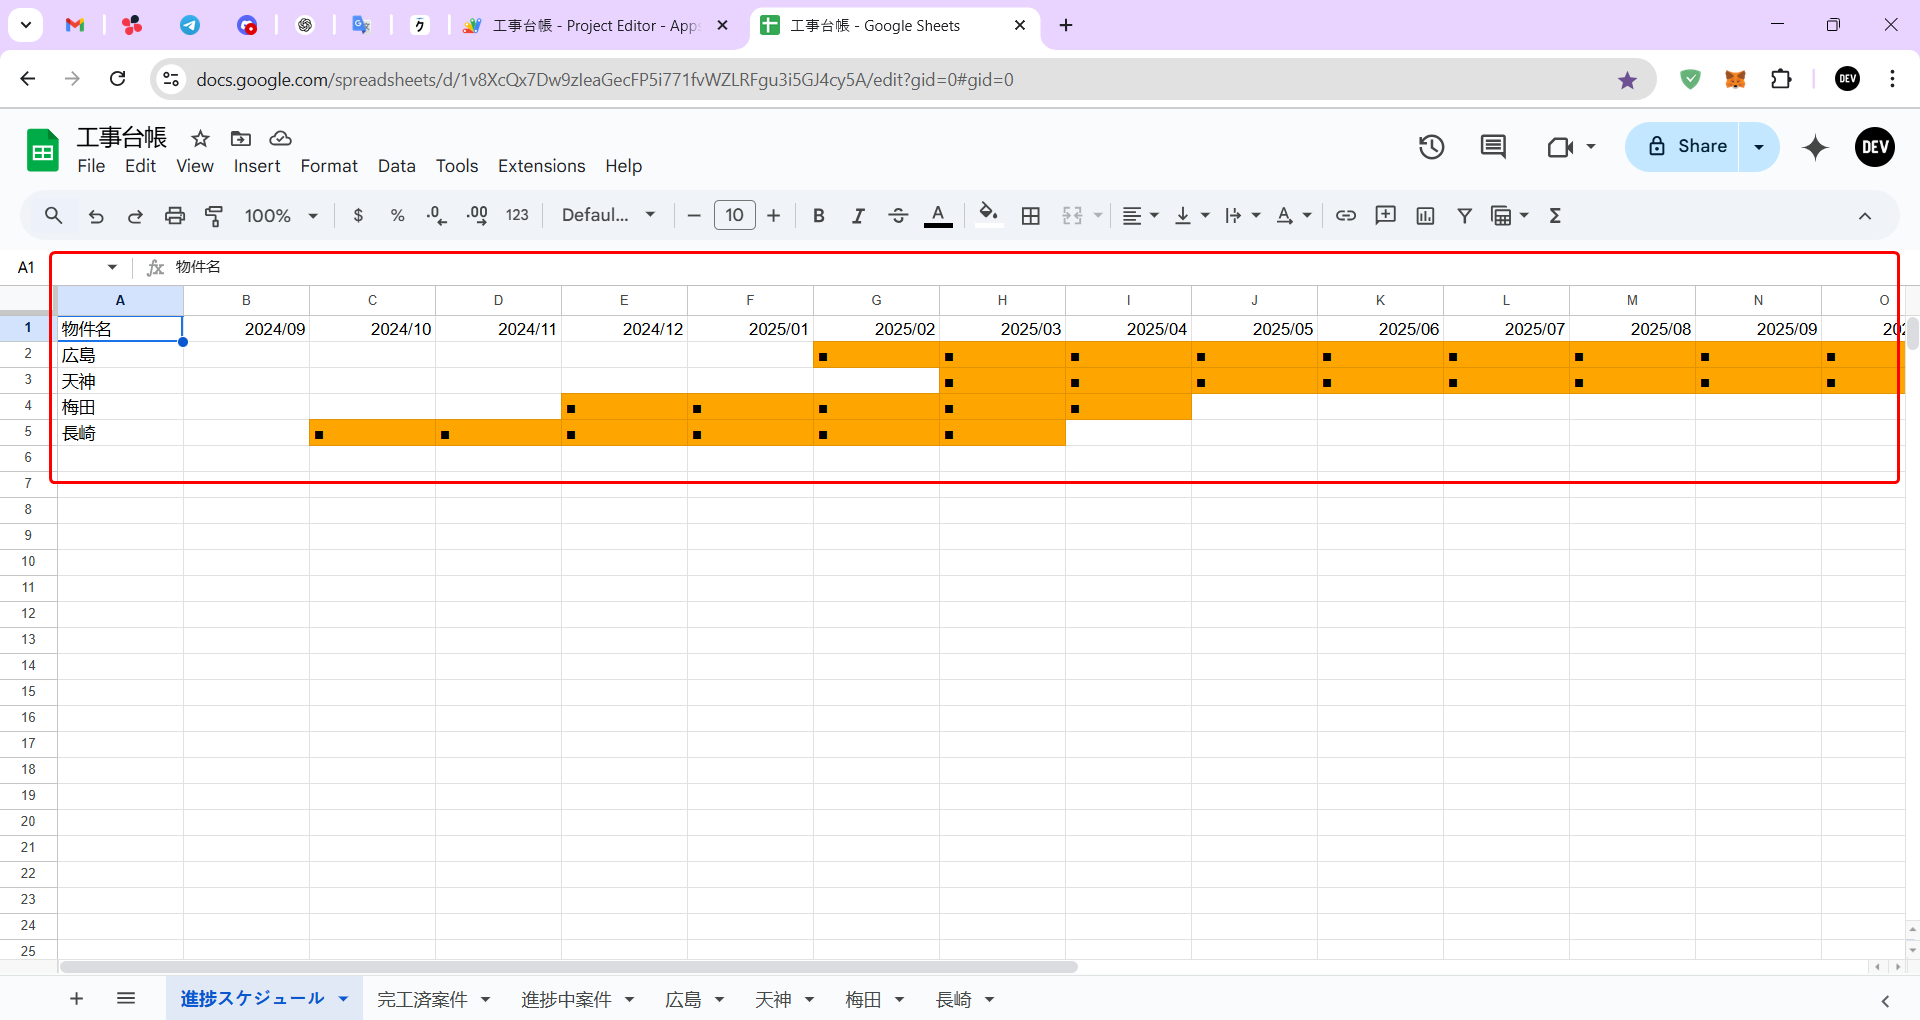 工事台帳 - Project Editor - Apps
工事台帳 - Google Sheets
docs.google.com/spreadsheets/d/1v8XcQx7Dw9zIeaGecFP5i771fvWZLRFgu3i5GJ4cy5A/edit?gid=0#gid=0
DEV
工事台帳
File Edit View Insert Format Data Tools Extensions Help
Share
DEV
100% $ % .0 .00 123 Defaul... 10 B I S A
A1 fx 物件名
A B C D E F G H I J K L M N O
1 物件名 2024/09 2024/10 2024/11 2024/12 2025/01 2025/02 2025/03 2025/04 2025/05 2025/06 2025/07 2025/08 2025/09 202
2 広島 ■ ■ ■ ■ ■ ■ ■ ■ ■
3 天神 ■ ■ ■ ■ ■ ■ ■ ■
4 梅田 ■ ■ ■ ■ ■
5 長崎 ■ ■ ■ ■ ■ ■
6
7
8
9
10
11
12
13
14
15
16
17
18
19
20
21
22
23
24
25
進捗スケジュール 完工済案件 進捗中案件 広島 天神 梅田 長崎